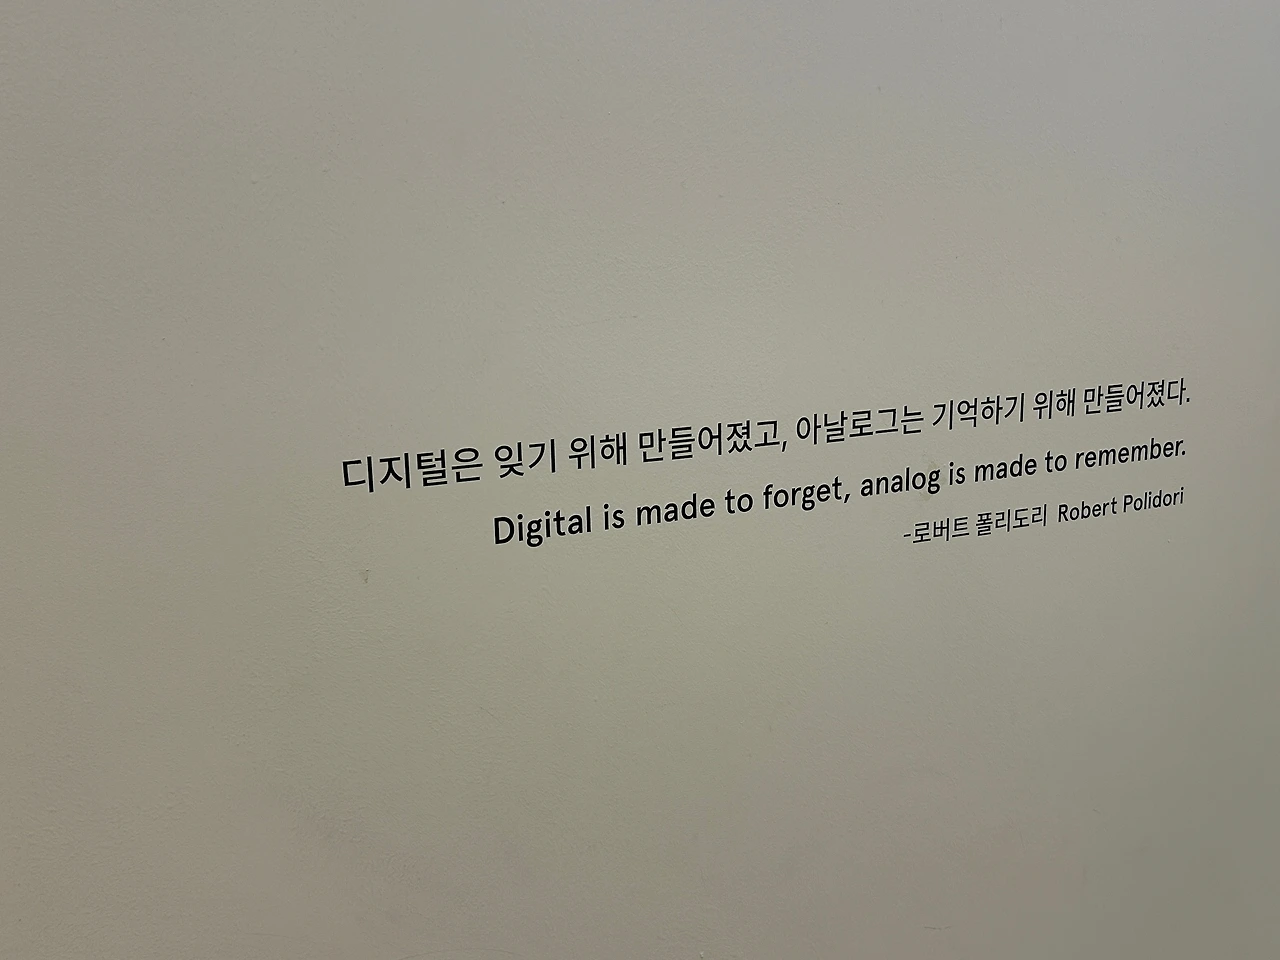 디지털은 잊기 위해 만들어졌고, 아날로그는 기억하기 위해 만들어졌다.
Digital is made to forget, analog is made to remember.
-로버트 폴리도리 Robert Polidori